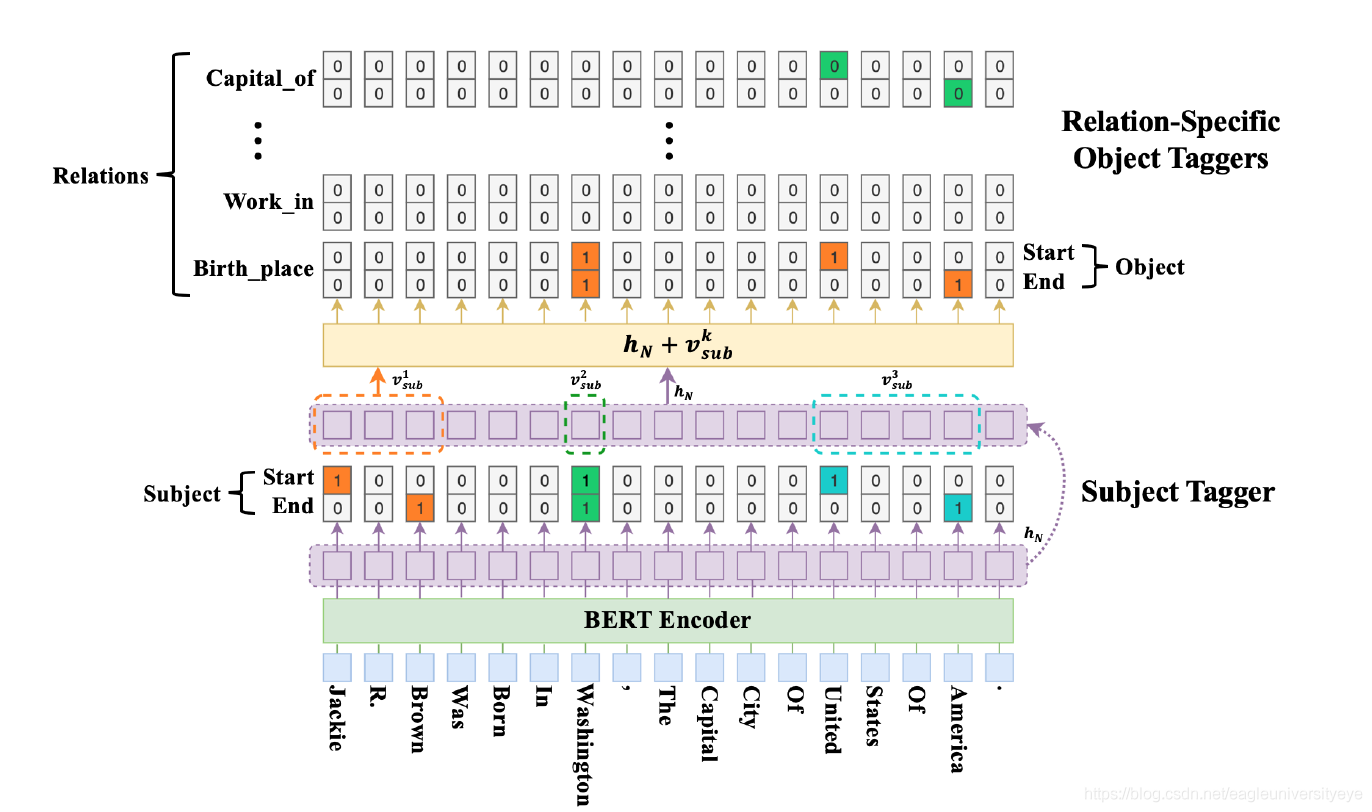 Capital_of 0 0 0 0 0 0 0 0 0 0 0 0 0 0 0 0 0
0 0 0 0 0 0 0 0 0 0 0 0 0 0 0 0 0
Relation-Specific
Object Taggers
Relations
Work_in 0 0 0 0 0 0 0 0 0 0 0 0 0 0 0 0 0
0 0 0 0 0 0 0 0 0 0 0 0 0 0 0 0 0
Birth_place 0 0 0 0 0 0 1 0 0 0 0 0 1 0 0 0 0 Start
0 0 0 0 0 0 1 0 0 0 0 0 0 0 0 1 0 End
Object
h_N + v_sub^k
v_sub^1 v_sub^2 h_N v_sub^3
Subject
Start 1 0 0 0 0 0 1 0 0 0 0 0 1 0 0 0 0
End 0 0 1 0 0 0 1 0 0 0 0 0 0 0 0 1 0
Subject Tagger
h_N
BERT Encoder
Jackie R. Brown Was Born In Washington , The Capital City Of United States Of America .
https://blog.csdn.net/eagleuniversityeye